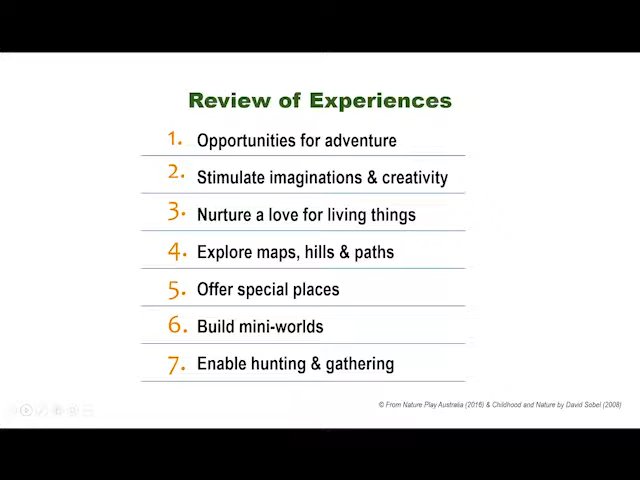 Review of Experiences
1. Opportunities for adventure
2. Stimulate imaginations & creativity
3. Nurture a love for living things
4. Explore maps, hills & paths
5. Offer special places
6. Build mini-worlds
7. Enable hunting & gathering
© From Nature Play Australia (2016) & Childhood and Nature by David Sobel (2008)